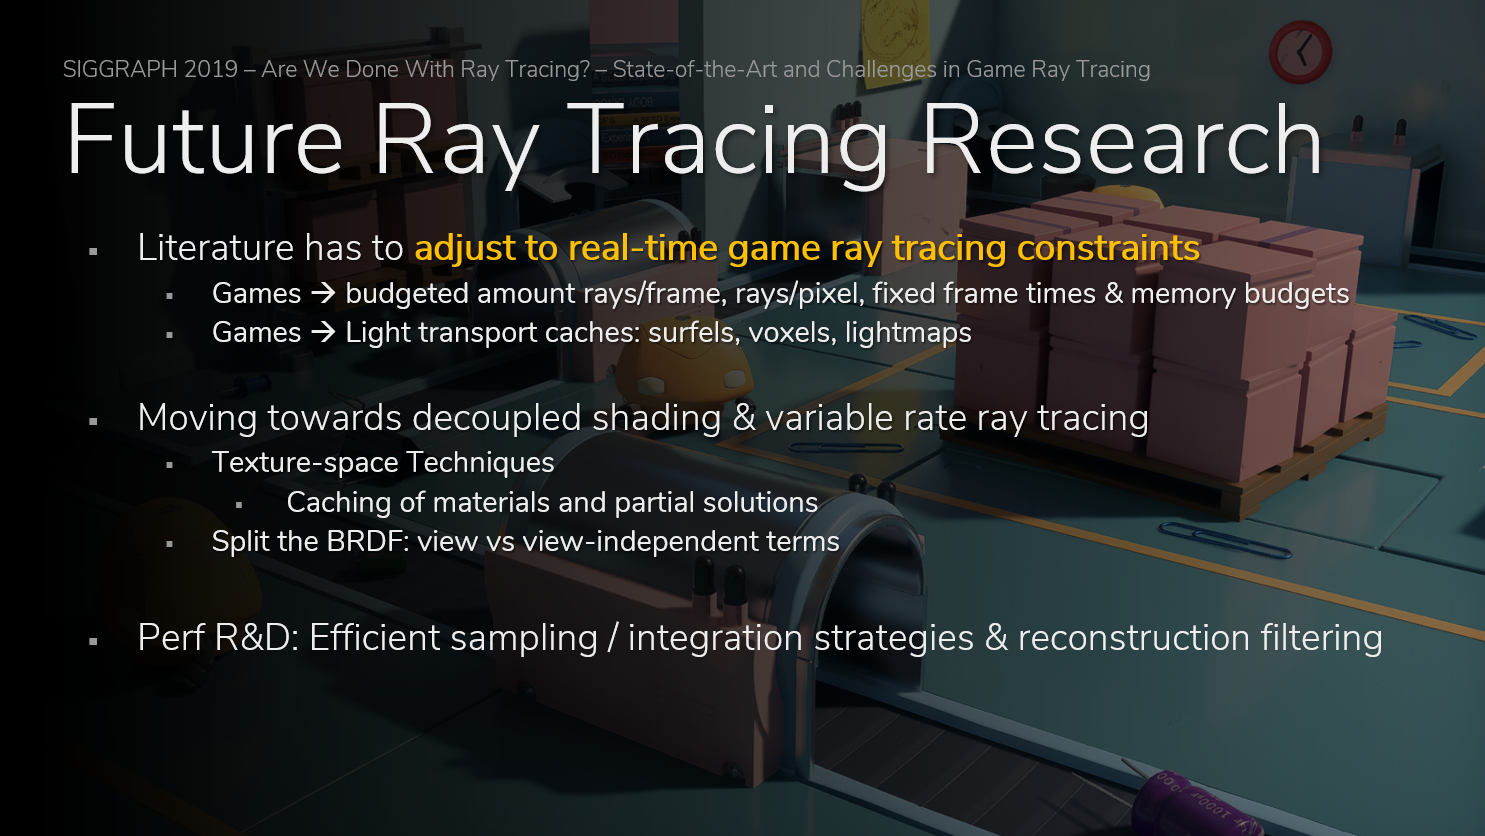 SIGGRAPH 2019 – Are We Done With Ray Tracing? – State-of-the-Art and Challenges in Game Ray Tracing
Future Ray Tracing Research
▪ Literature has to adjust to real-time game ray tracing constraints
▪ Games → budgeted amount rays/frame, rays/pixel, fixed frame times & memory budgets
▪ Games → Light transport caches: surfels, voxels, lightmaps
▪ Moving towards decoupled shading & variable rate ray tracing
▪ Texture-space Techniques
▪ Caching of materials and partial solutions
▪ Split the BRDF: view vs view-independent terms
▪ Perf R&D: Efficient sampling / integration strategies & reconstruction filtering